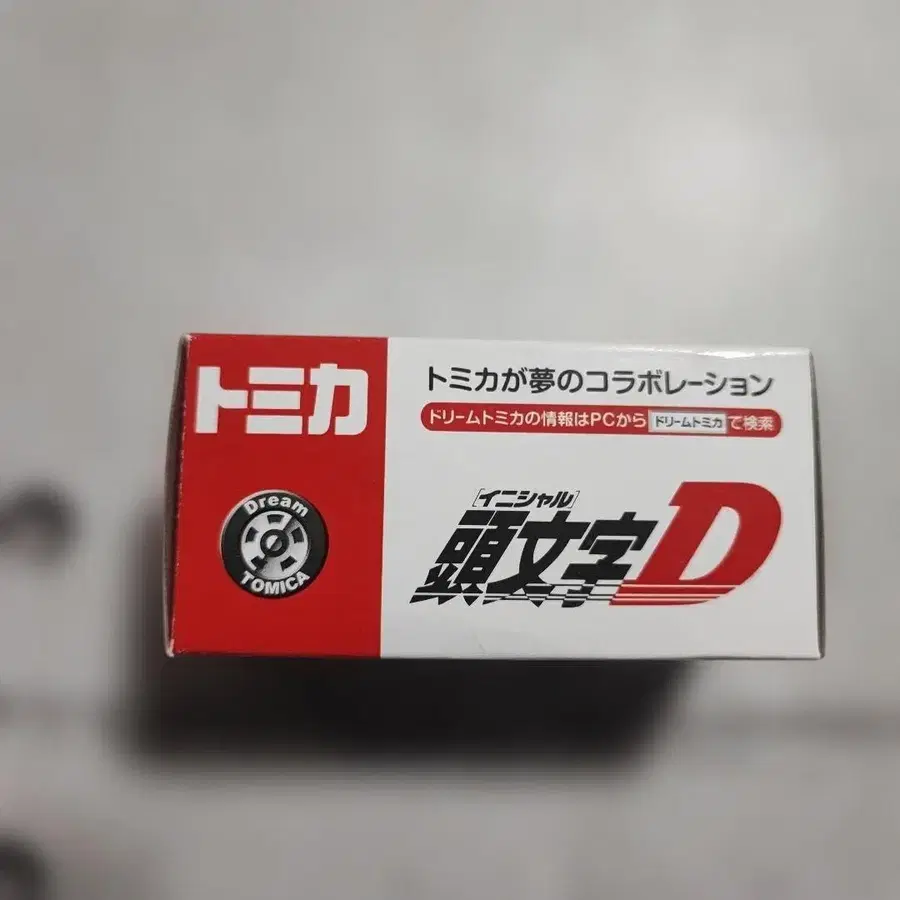 トミカ
Dream
TOMICA
トミカが夢のコラボレーション
ドリームトミカの情報はPCから ドリームトミカ で検索
[イニシャル]
頭文字D